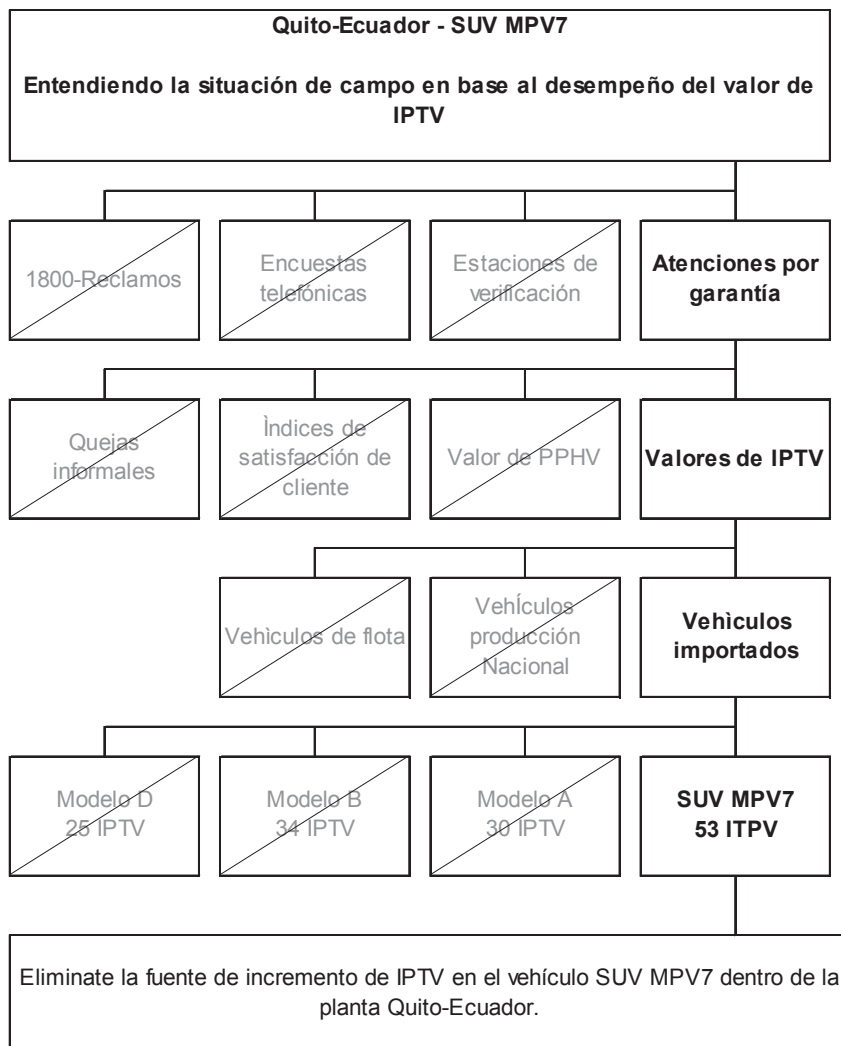 Quito-Ecuador - SUV MPV7
Entendiendo la situación de campo en base al desempeño del valor de
IPTV
1800-Reclamos
Encuestas
telefónicas
Estaciones de
verificación
Atenciones por
garantía
Quejas
informales
Ìndices de
satisfacción de
cliente
Valor de PPHV
Valores de IPTV
Vehìculos de flota
VehÍculos
producción
Nacional
Vehìculos
importados
Modelo D
25 IPTV
Modelo B
34 IPTV
Modelo A
30 IPTV
SUV MPV7
53 ITPV
Eliminate la fuente de incremento de IPTV en el vehículo SUV MPV7 dentro de la
planta Quito-Ecuador.